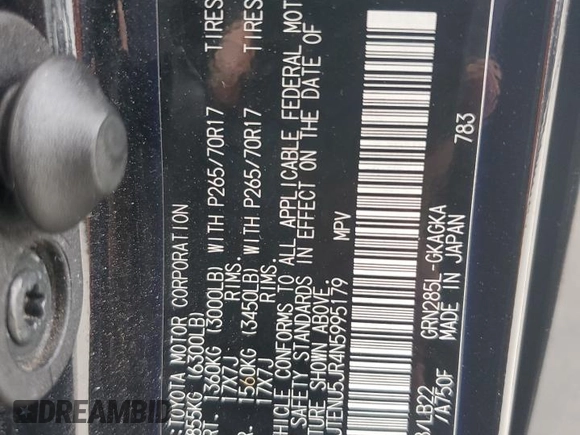 :TOYOTA MOTOR CORPORATION
855KG (6300LB)
RT. 1360KG (3000LB) WITH P265/70R17 TIRES
17X7J RIMS.
R. 1560KG (3450LB) WITH P265/70R17 TIRES
17X7J RIMS.
HICLE CONFORMS TO ALL APPLICABLE FEDERAL MOT
SAFETY STANDARDS IN EFFECT ON THE DATE OF
TURE SHOWN ABOVE.
JTENU5JR4N5995179 MPV
/LB22 GRN285L-GKAGKA
/A750F MADE IN JAPAN 783
DREAMBID